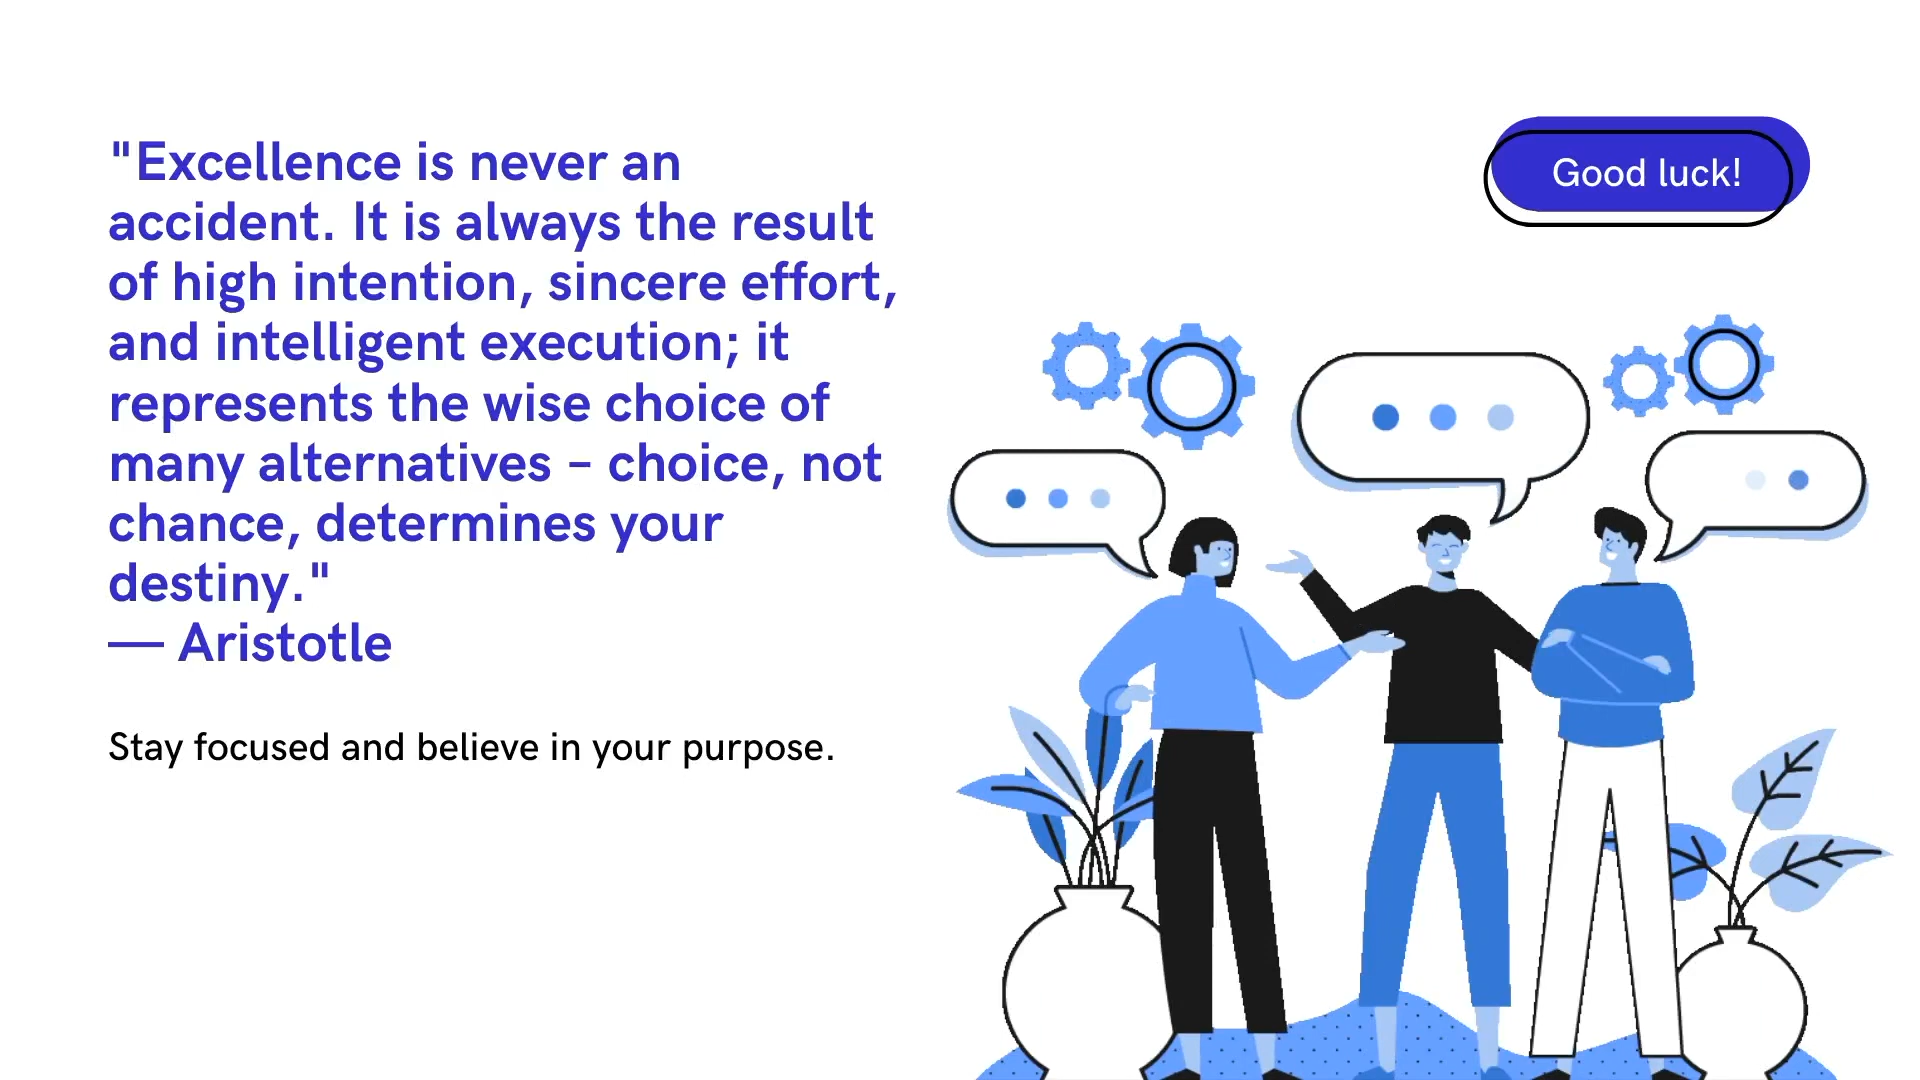 "Excellence is never an
accident. It is always the result
of high intention, sincere effort,
and intelligent execution; it
represents the wise choice of
many alternatives – choice, not
chance, determines your
destiny."
— Aristotle
Stay focused and believe in your purpose.
Good luck!